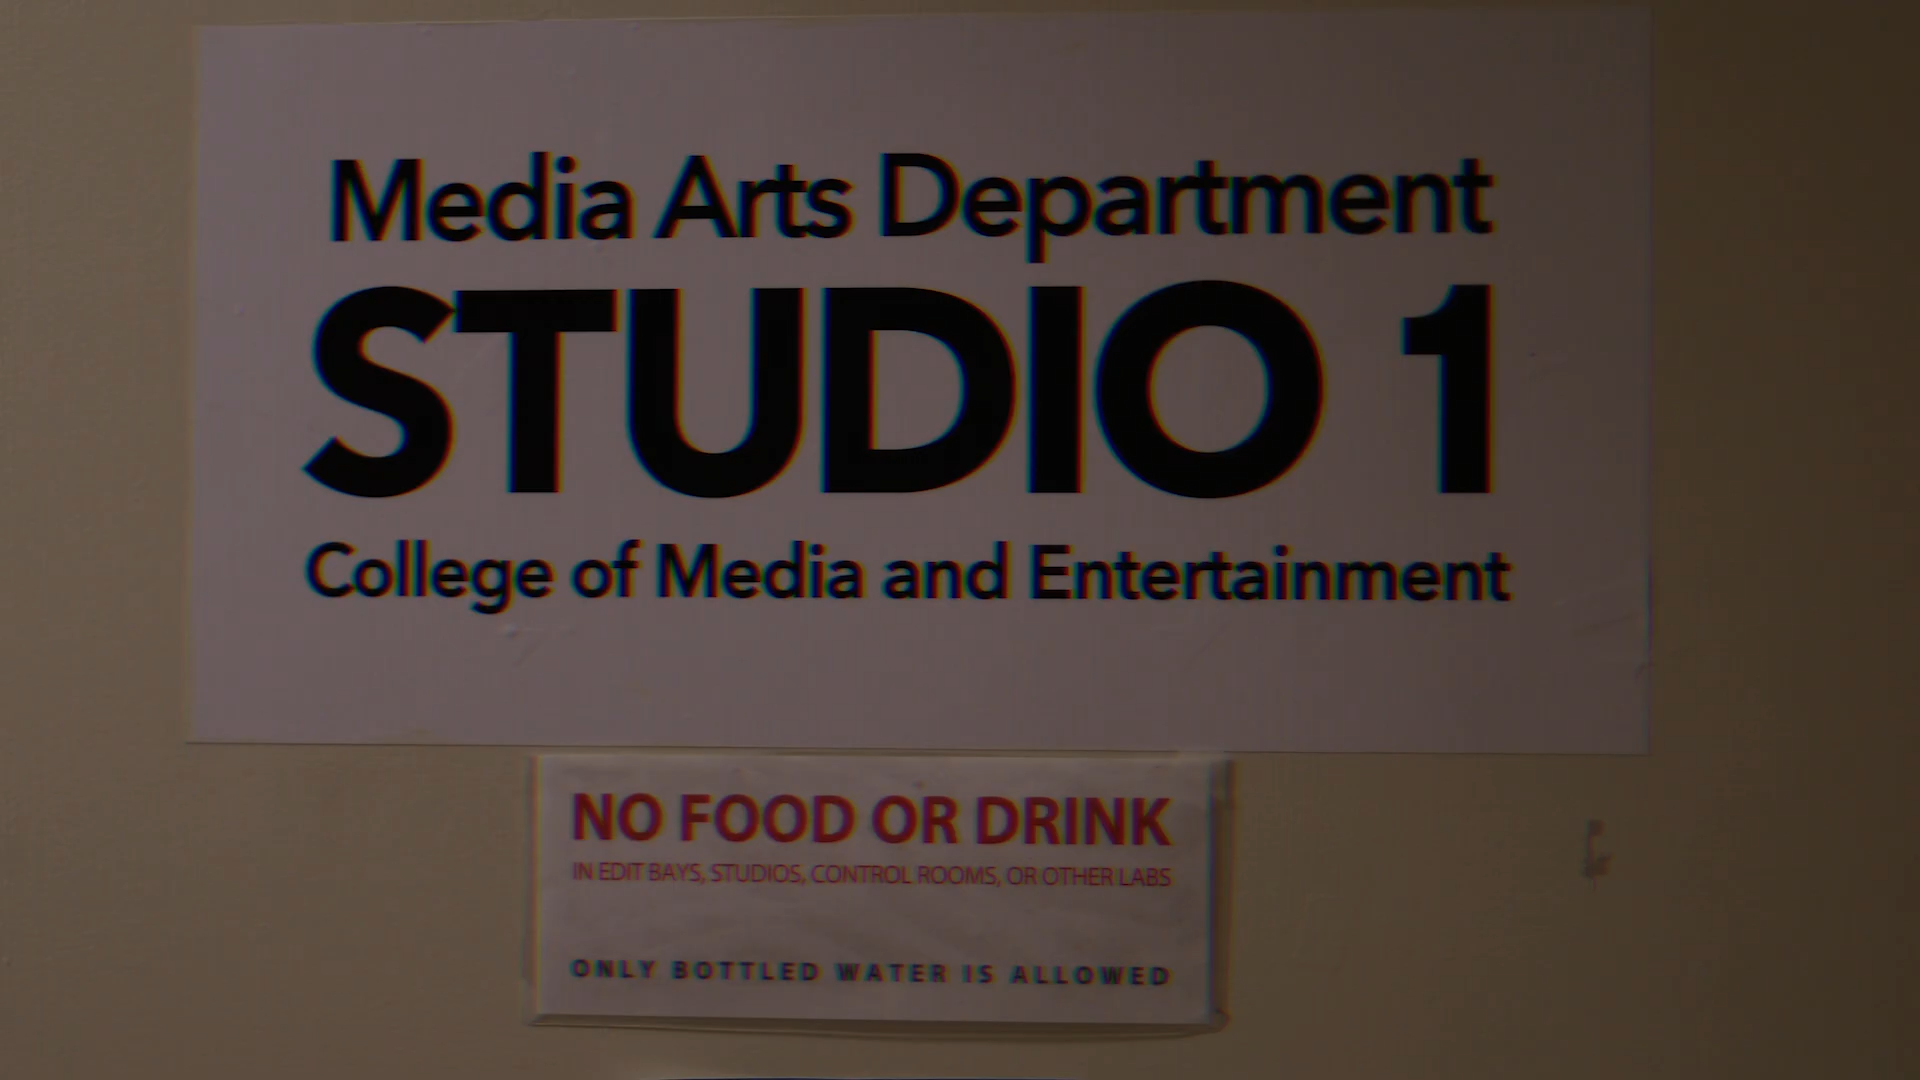 Media Arts Department
STUDIO 1
College of Media and Entertainment
NO FOOD OR DRINK
IN EDIT BAYS, STUDIOS, CONTROL ROOMS, OR OTHER LABS
ONLY BOTTLED WATER IS ALLOWED